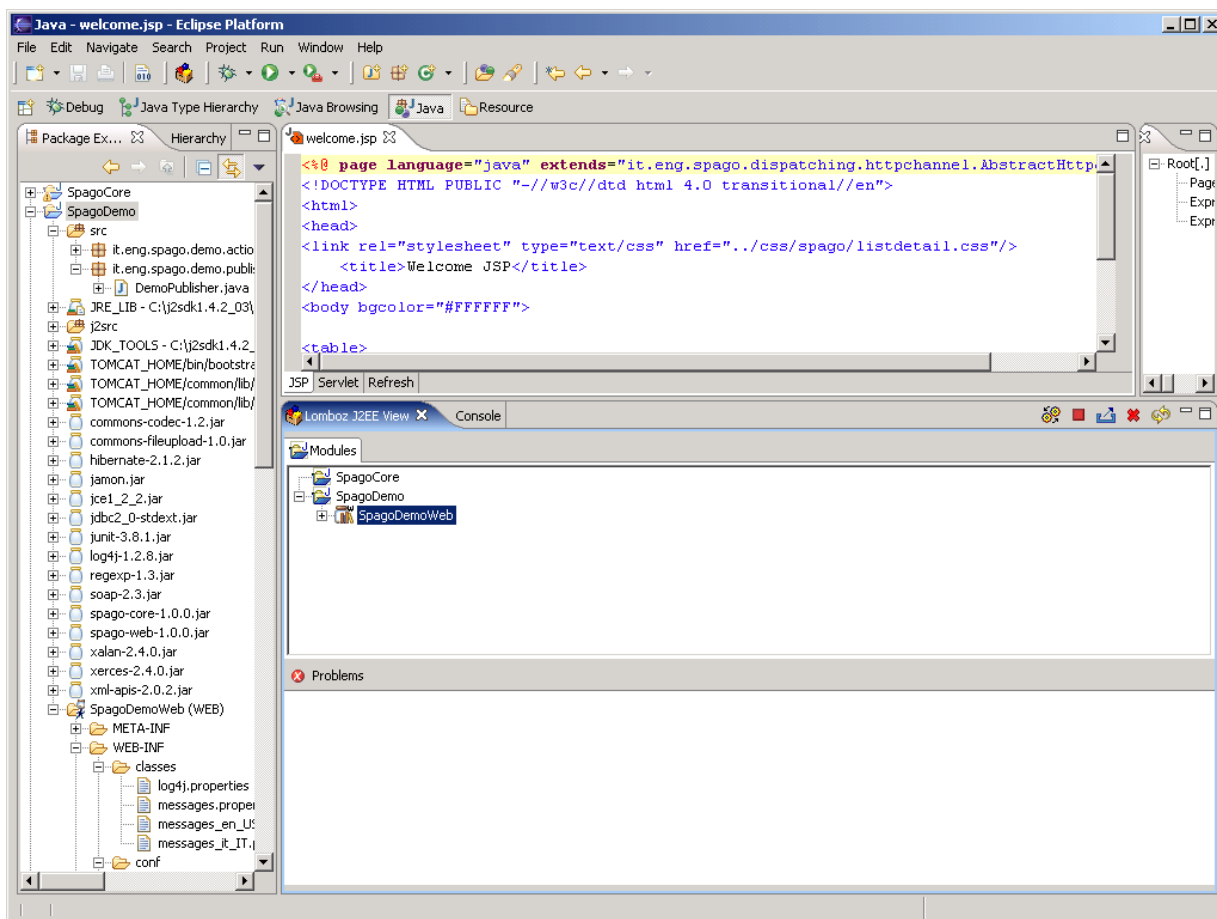 Java - welcome.jsp - Eclipse Platform
File Edit Navigate Search Project Run Window Help
Debug Java Type Hierarchy Java Browsing Java Resource
Package Ex... Hierarchy
SpagoCore
SpagoDemo
src
it.eng.spago.demo.actio
it.eng.spago.demo.publis
DemoPublisher.java
JRE_LIB - C:\j2sdk1.4.2_03\
j2src
JDK_TOOLS - C:\j2sdk1.4.2_
TOMCAT_HOME/bin/bootstra
TOMCAT_HOME/common/lib/
TOMCAT_HOME/common/lib/
commons-codec-1.2.jar
commons-fileupload-1.0.jar
hibernate-2.1.2.jar
jamon.jar
jce1_2_2.jar
jdbc2_0-stdext.jar
junit-3.8.1.jar
log4j-1.2.8.jar
regexp-1.3.jar
soap-2.3.jar
spago-core-1.0.0.jar
spago-web-1.0.0.jar
xalan-2.4.0.jar
xerces-2.4.0.jar
xml-apis-2.0.2.jar
SpagoDemoWeb (WEB)
META-INF
WEB-INF
classes
log4j.properties
messages.proper
messages_en_US
messages_it_IT.p
conf
welcome.jsp
<%@ page language="java" extends="it.eng.spago.dispatching.httpchannel.AbstractHttp
<!DOCTYPE HTML PUBLIC "-//w3c//dtd html 4.0 transitional//en">
<html>
<head>
<link rel="stylesheet" type="text/css" href="../css/spago/listdetail.css"/>
<title>Welcome JSP</title>
</head>
<body bgcolor="#FFFFFF">
<table>
JSP Servlet Refresh
Root[.]
Page
Expr
Expr
Lomboz J2EE View Console
Modules
SpagoCore
SpagoDemo
SpagoDemoWeb
Problems